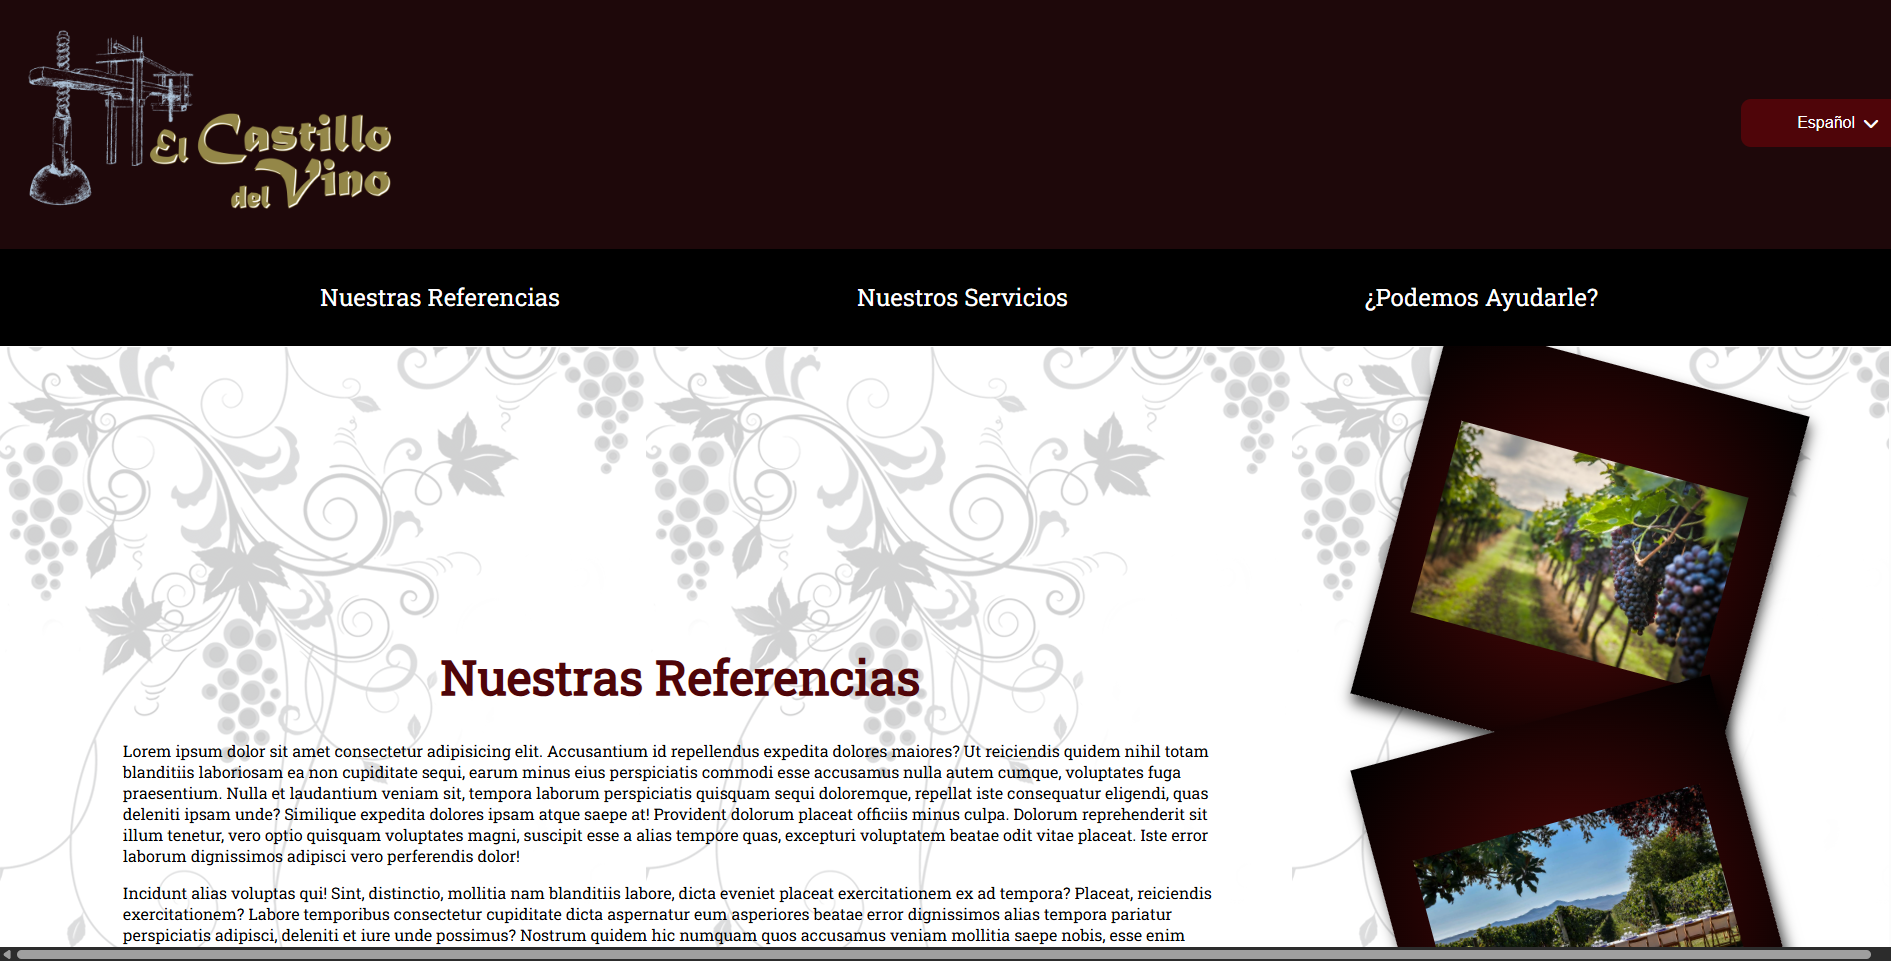 El Castillo
del Vino
Español
Nuestras Referencias
Nuestros Servicios
¿Podemos Ayudarle?
Nuestras Referencias
Lorem ipsum dolor sit amet consectetur adipisicing elit. Accusantium id repellendus expedita dolores maiores? Ut reiciendis quidem nihil totam
blanditiis laboriosam ea non cupiditate sequi, earum minus eius perspiciatis commodi esse accusamus nulla autem cumque, voluptates fuga
praesentium. Nulla et laudantium veniam sit, tempora laborum perspiciatis quisquam sequi doloremque, repellat iste consequatur eligendi, quas
deleniti ipsam unde? Similique expedita dolores ipsam atque saepe at! Provident dolorum placeat officiis minus culpa. Dolorum reprehenderit sit
illum tenetur, vero optio quisquam voluptates magni, suscipit esse a alias tempore quas, excepturi voluptatem beatae odit vitae placeat. Iste error
laborum dignissimos adipisci vero perferendis dolor!
Incidunt alias voluptas qui! Sint, distinctio, mollitia nam blanditiis labore, dicta eveniet placeat exercitationem ex ad tempora? Placeat, reiciendis
exercitationem? Labore temporibus consectetur cupiditate dicta aspernatur eum asperiores beatae error dignissimos alias tempora pariatur
perspiciatis adipisci, deleniti et iure unde possimus? Nostrum quidem hic numquam quos accusamus veniam mollitia saepe nobis, esse enim